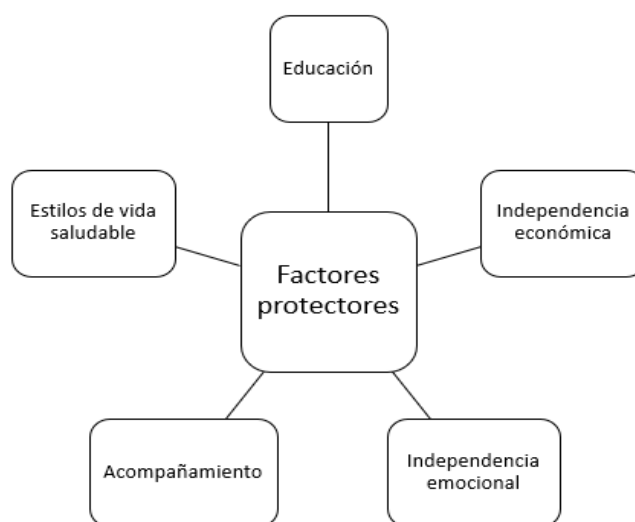 Educación
Estilos de vida
saludable
Independencia
económica
Factores
protectores
Acompañamiento
Independencia
emocional